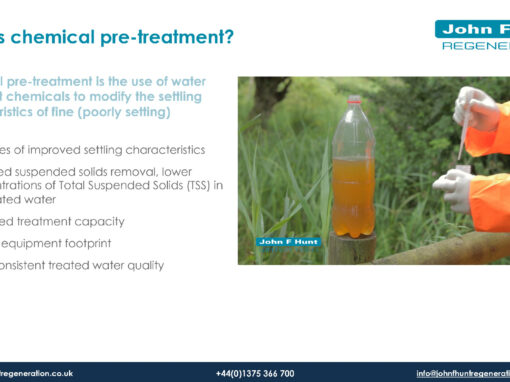 s chemical pre-treatment?
John F
REGENE
l pre-treatment is the use of water
t chemicals to modify the settling
ristics of fine (poorly setting)
es of improved settling characteristics
ed suspended solids removal, lower
ntrations of Total Suspended Solids (TSS) in
ated water
ed treatment capacity
equipment footprint
onsistent treated water quality
John F Hunt
tregeneration.co.uk
+44(0)1375 366 700
info@johnfhuntregenerati